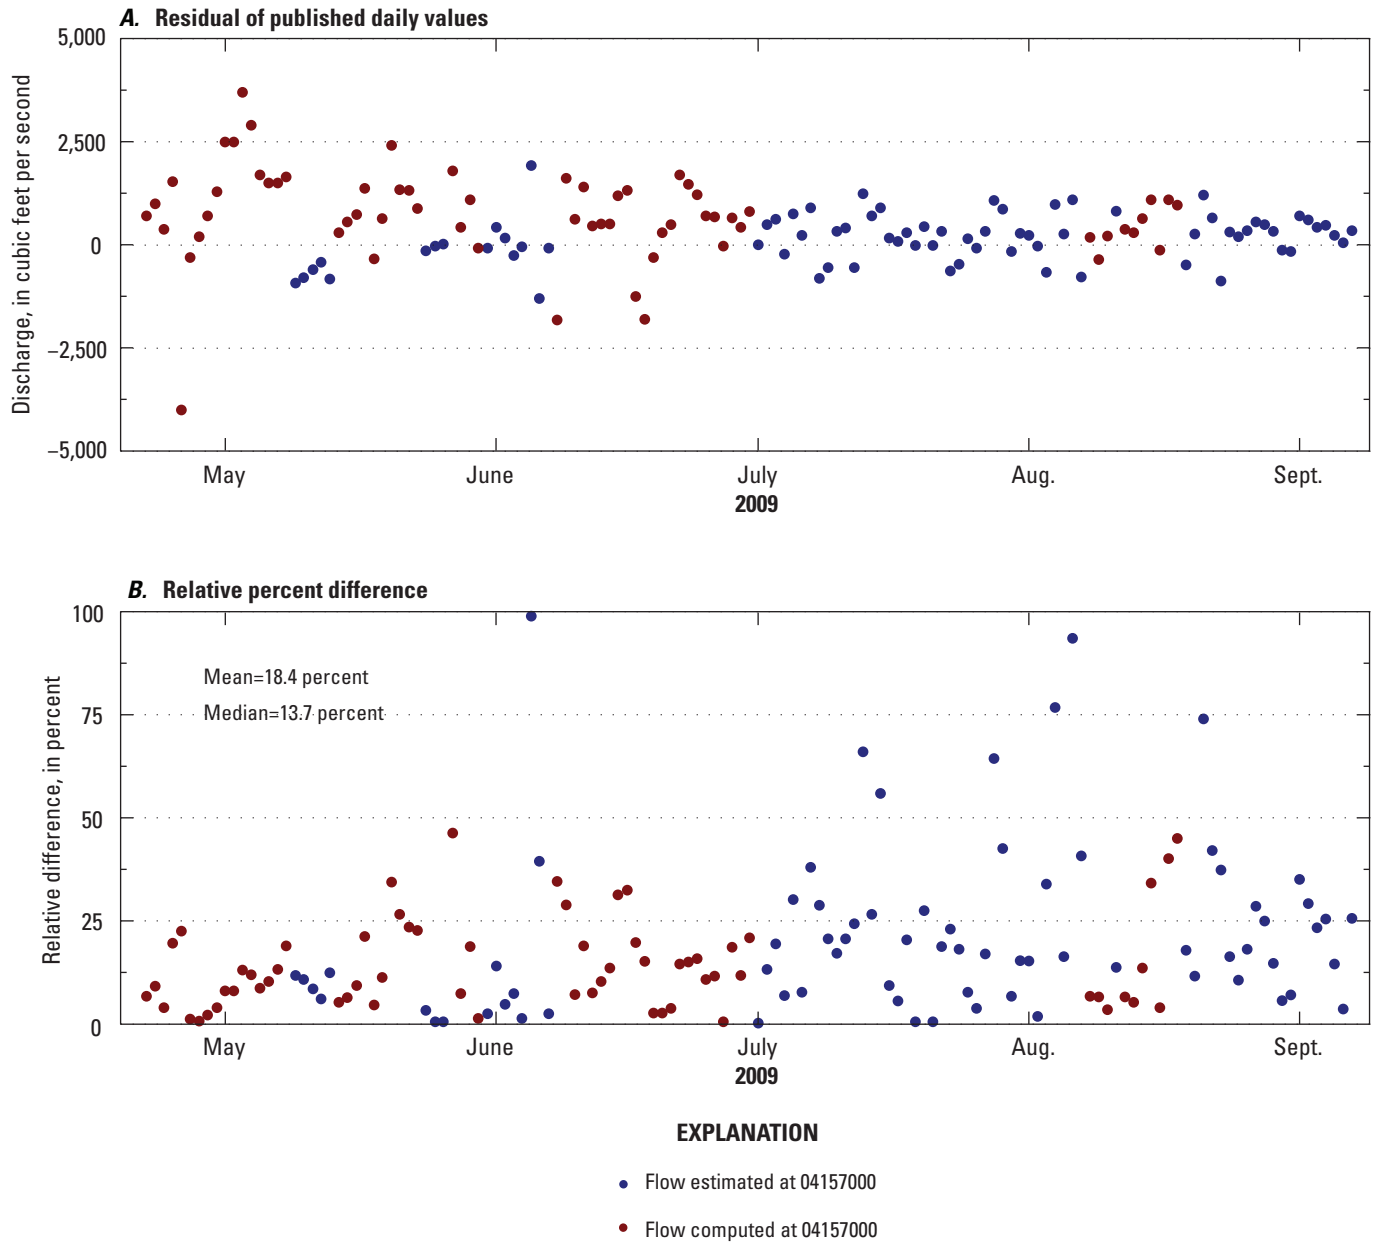 A. Residual of published daily values
5,000
2,500
0
−2,500
−5,000
Discharge, in cubic feet per second
May June July Aug. Sept.
2009
B. Relative percent difference
100
75
50
25
0
Relative difference, in percent
Mean=18.4 percent
Median=13.7 percent
May June July Aug. Sept.
2009
EXPLANATION
Flow estimated at 04157000
Flow computed at 04157000